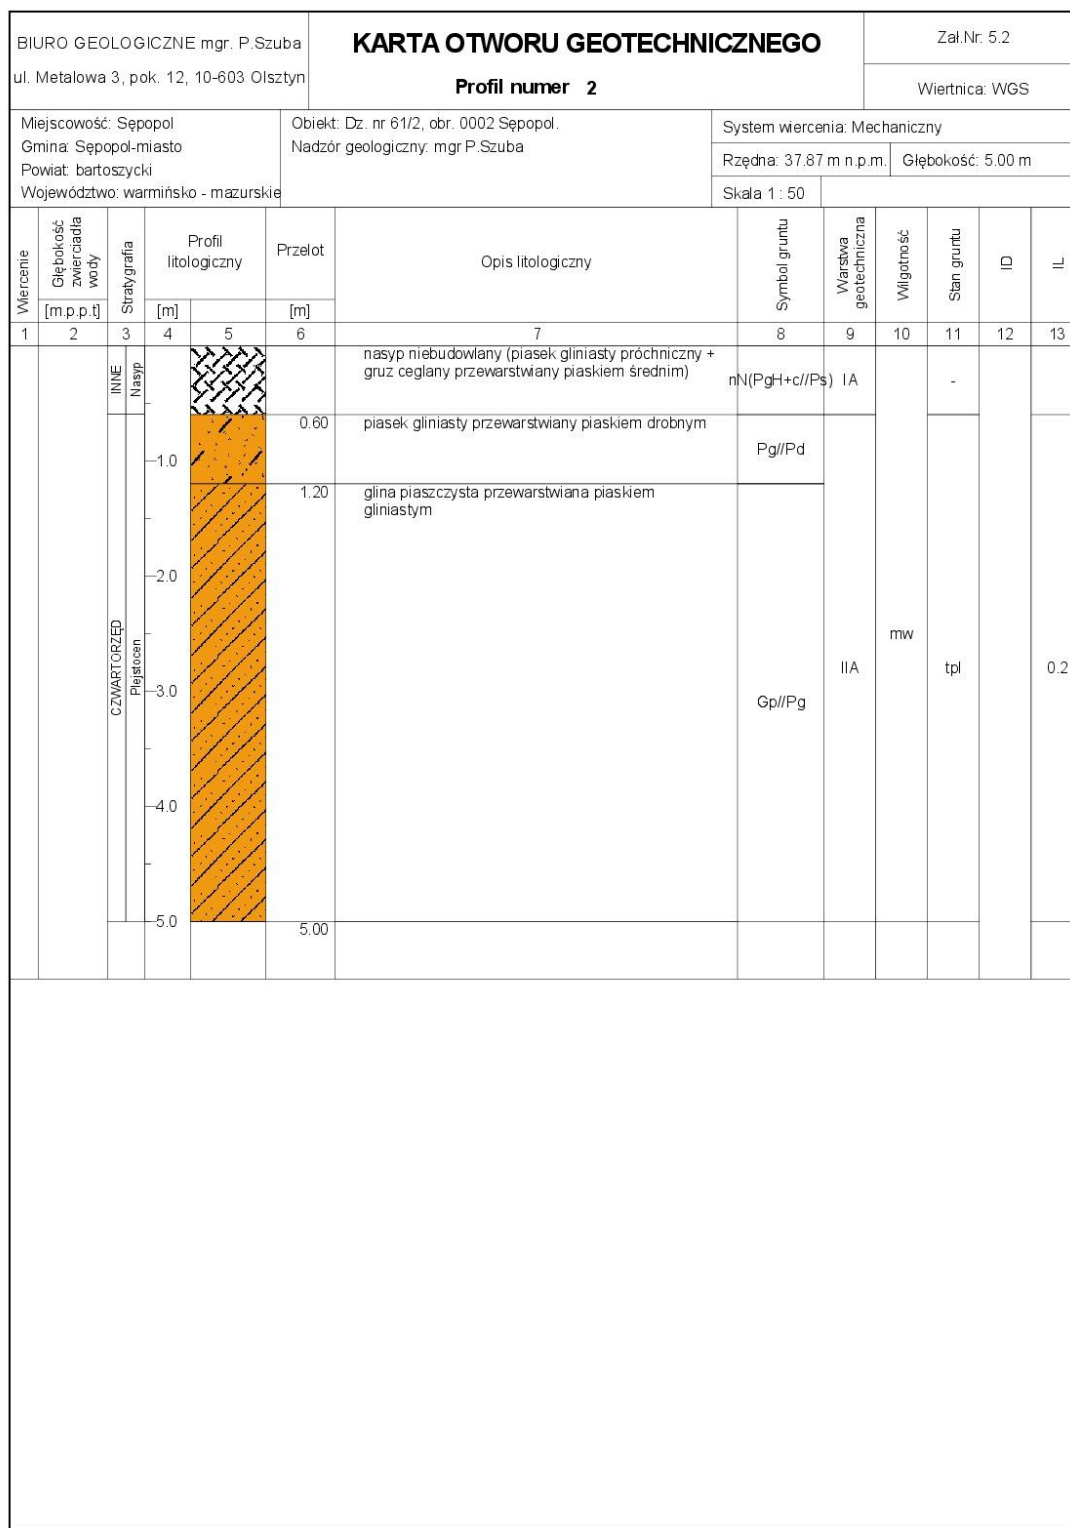 BIURO GEOLOGICZNE mgr. P.Szuba
ul. Metalowa 3, pok. 12, 10-603 Olsztyn
KARTA OTWORU GEOTECHNICZNEGO
Profil numer 2
Zał.Nr: 5.2
Wiertnica: WGS
Miejscowość: Sępopol
Gmina: Sępopol-miasto
Powiat: bartoszycki
Województwo: warmińsko - mazurskie
Obiekt: Dz. nr 61/2, obr. 0002 Sępopol.
Nadzór geologiczny: mgr P.Szuba
System wiercenia: Mechaniczny
Rzędna: 37.87 m n.p.m.
Głębokość: 5.00 m
Skala 1 : 50
Wiercenie
Głębokość
zwierciadła
wody
[m.p.p.t]
Stratygrafia
Profil
litologiczny
[m]
Przelot
[m]
Opis litologiczny
Symbol gruntu
Warstwa
geotechniczna
Wilgotność
Stan gruntu
ID
IL
1 2 3 4 5 6 7 8 9 10 11 12 13
INNE
Nasyp
nasyp niebudowlany (piasek gliniasty próchniczny +
gruz ceglany przewarstwiany piaskiem średnim)
nN(PgH+c//Ps) IA -
0.60 piasek gliniasty przewarstwiany piaskiem drobnym
Pg//Pd
1.0
1.20 glina piaszczysta przewarstwiana piaskiem
gliniastym
2.0
CZWARTORZĘD
Plejstocen
mw
IIA tpl 0.2
3.0
Gp//Pg
4.0
5.0
5.00